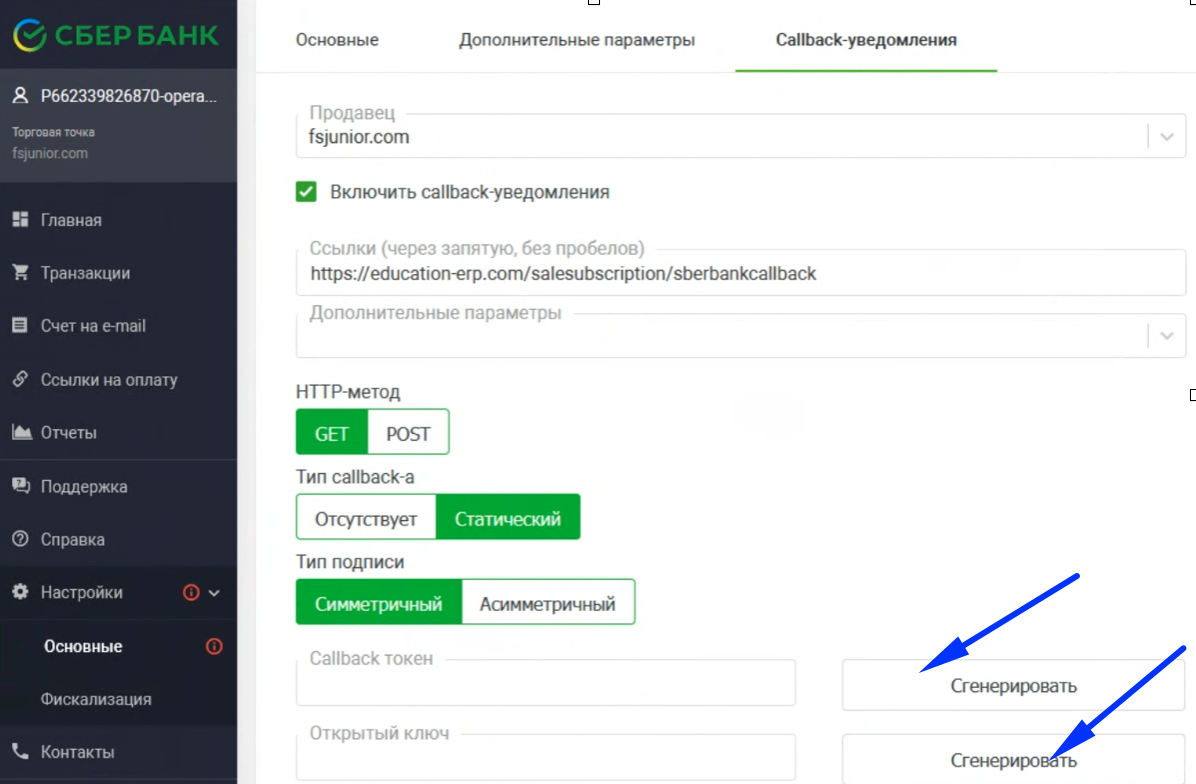 СБЕР БАНК
P662339826870-opera...
Торговая точка
fsjunior.com
Главная
Транзакции
Счет на e-mail
Ссылки на оплату
Отчеты
Поддержка
Справка
Настройки
Основные
Фискализация
Контакты
Основные Дополнительные параметры Callback-уведомления
Продавец
fsjunior.com
Включить callback-уведомления
Ссылки (через запятую, без пробелов)
https://education-erp.com/salesubscription/sberbankcallback
Дополнительные параметры
HTTP-метод
GET POST
Тип callback-а
Отсутствует Статический
Тип подписи
Симметричный Асимметричный
Callback токен
Сгенерировать
Открытый ключ
Сгенерировать